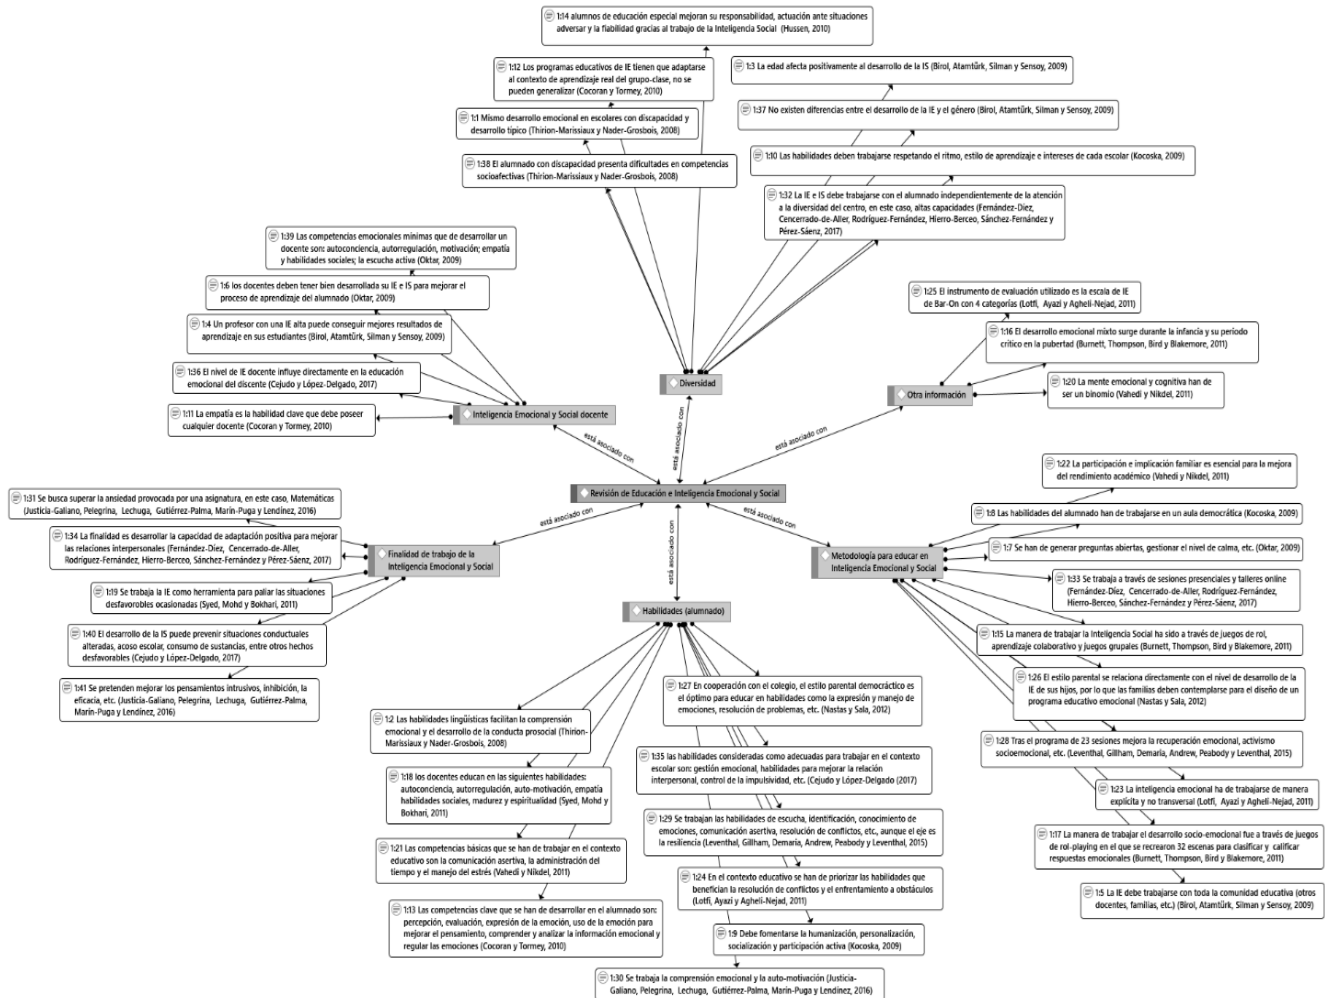 1:14 alumnos de educación especial mejoran su responsabilidad, actuación ante situaciones
adversar y la fiabilidad gracias al trabajo de la Inteligencia Social (Hussen, 2010)
1:12 Los programas educativos de IE tienen que adaptarse
al contexto de aprendizaje real del grupo-clase, no se
pueden generalizar (Cocoran y Tormey, 2010)
1:1 Mismo desarrollo emocional en escolares con discapacidad y
desarrollo típico (Thirion-Marissiaux y Nader-Grosbois, 2008)
1:38 El alumnado con discapacidad presenta dificultades en competencias
socioafectivas (Thirion-Marissiaux y Nader-Grosbois, 2008)
1:3 La edad afecta positivamente al desarrollo de la IS (Birol, Atamtürk, Silman y Sensoy, 2009)
1:37 No existen diferencias entre el desarrollo de la IE y el género (Birol, Atamtürk, Silman y Sensoy, 2009)
1:10 Las habilidades deben trabajarse respetando el ritmo, estilo de aprendizaje e intereses de cada escolar (Kocoska, 2009)
1:32 La IE e IS debe trabajarse con el alumnado independientemente de la atención
a la diversidad del centro, en este caso, altas capacidades (Fernández-Díez,
Cencerrado-de-Aller, Rodríguez-Fernández, Hierro-Berceo, Sánchez-Fernández y
Pérez-Sáenz, 2017)
1:39 Las competencias emocionales mínimas que de desarrollar un
docente son: autoconciencia, autorregulación, motivación; empatía
y habilidades sociales; la escucha activa (Oktar, 2009)
1:6 los docentes deben tener bien desarrollada su IE e IS para mejorar el
proceso de aprendizaje del alumnado (Oktar, 2009)
1:4 Un profesor con una IE alta puede conseguir mejores resultados de
aprendizaje en sus estudiantes (Birol, Atamtürk, Silman y Sensoy, 2009)
1:36 El nivel de IE docente influye directamente en la educación
emocional del discente (Cejudo y López-Delgado, 2017)
1:11 La empatía es la habilidad clave que debe poseer
cualquier docente (Cocoran y Tormey, 2010)
Inteligencia Emocional y Social docente
Diversidad
1:25 El instrumento de evaluación utilizado es la escala de IE
de Bar-On con 4 categorías (Lotfi, Ayazi y Agheli-Nejad, 2011)
1:16 El desarrollo emocional mixto surge durante la infancia y su período
crítico en la pubertad (Burnett, Thompson, Bird y Blakemore, 2011)
1:20 La mente emocional y cognitiva han de
ser un binomio (Vahedi y Nikdel, 2011)
Otra información
está asociado con
está asociado con
está asociado con
Revisión de Educación e Inteligencia Emocional y Social
está asociado con
está asociado con
está asociado con
1:31 Se busca superar la ansiedad provocada por una asignatura, en este caso, Matemáticas
(Justicia-Galiano, Pelegrina, Lechuga, Gutiérrez-Palma, Marín-Puga y Lendínez, 2016)
1:34 La finalidad es desarrollar la capacidad de adaptación positiva para mejorar
las relaciones interpersonales (Fernández-Díez, Cencerrado-de-Aller,
Rodríguez-Fernández, Hierro-Berceo, Sánchez-Fernández y Pérez-Sáenz, 2017)
1:19 Se trabaja la IE como herramienta para paliar las situaciones
desfavorables ocasionadas (Syed, Mohd y Bokhari, 2011)
1:40 El desarrollo de la IS puede prevenir situaciones conductuales
alteradas, acoso escolar, consumo de sustancias, entre otros hechos
desfavorables (Cejudo y López-Delgado, 2017)
1:41 Se pretenden mejorar los pensamientos intrusivos, inhibición, la
eficacia, etc. (Justicia-Galiano, Pelegrina, Lechuga, Gutiérrez-Palma,
Marín-Puga y Lendínez, 2016)
Finalidad de trabajo de la
Inteligencia Emocional y Social
Habilidades (alumnado)
1:2 Las habilidades lingüísticas facilitan la comprensión
emocional y el desarrollo de la conducta prosocial (Thirion-
Marissiaux y Nader-Grosbois, 2008)
1:18 los docentes educan en las siguientes habilidades:
autoconciencia, autorregulación, auto-motivación, empatía
habilidades sociales, madurez y espiritualidad (Syed, Mohd y
Bokhari, 2011)
1:21 Las competencias básicas que se han de trabajar en el contexto
educativo son la comunicación asertiva, la administración del
tiempo y el manejo del estrés (Vahedi y Nikdel, 2011)
1:13 Las competencias clave que se han de desarrollar en el alumnado son:
percepción, evaluación, expresión de la emoción, uso de la emoción para
mejorar el pensamiento, comprender y analizar la información emocional y
regular las emociones (Cocoran y Tormey, 2010)
1:27 En cooperación con el colegio, el estilo parental democráctico es
el óptimo para educar en habilidades como la expresión y manejo de
emociones, resolución de problemas, etc. (Nastas y Sala, 2012)
1:35 las habilidades consideradas como adecuadas para trabajar en el contexto
escolar son: gestión emocional, habilidades para mejorar la relación
interpersonal, control de la impulsividad, etc. (Cejudo y López-Delgado (2017)
1:29 Se trabajan las habilidades de escucha, identificación, conocimiento de
emociones, comunicación asertiva, resolución de conflictos, etc., aunque el eje es
la resiliencia (Leventhal, Gillham, Demaria, Andrew, Peabody y Leventhal, 2015)
1:24 En el contexto educativo se han de priorizar las habilidades que
benefician la resolución de conflictos y el enfrentamiento a obstáculos
(Lotfi, Ayazi y Agheli-Nejad, 2011)
1:9 Debe fomentarse la humanización, personalización,
socialización y participación activa (Kocoska, 2009)
1:30 Se trabaja la comprensión emocional y la auto-motivación (Justicia-
Galiano, Pelegrina, Lechuga, Gutiérrez-Palma, Marín-Puga y Lendínez, 2016)
Metodología para educar en
Inteligencia Emocional y Social
1:22 La participación e implicación familiar es esencial para la mejora
del rendimiento académico (Vahedi y Nikdel, 2011)
1:8 Las habilidades del alumnado han de trabajarse en un aula democrática (Kocoska, 2009)
1:7 Se han de generar preguntas abiertas, gestionar el nivel de calma, etc. (Oktar, 2009)
1:33 Se trabaja a través de sesiones presenciales y talleres online
(Fernández-Díez, Cencerrado-de-Aller, Rodríguez-Fernández,
Hierro-Berceo, Sánchez-Fernández y Pérez-Sáenz, 2017)
1:15 La manera de trabajar la Inteligencia Social ha sido a través de juegos de rol,
aprendizaje colaborativo y juegos grupales (Burnett, Thompson, Bird y Blakemore, 2011)
1:26 El estilo parental se relaciona directamente con el nivel de desarrollo de la
IE de sus hijos, por lo que las familias deben contemplarse para el diseño de un
programa educativo emocional (Nastas y Sala, 2012)
1:28 Tras el programa de 23 sesiones mejora la recuperación emocional, activismo
socioemocional, etc. (Leventhal, Gillham, Demaria, Andrew, Peabody y Leventhal, 2015)
1:23 La inteligencia emocional ha de trabajarse de manera
explícita y no transversal (Lotfi, Ayazi y Agheli-Nejad, 2011)
1:17 La manera de trabajar el desarrollo socio-emocional fue a través de juegos
de rol-playing en el que se recrearon 32 escenas para clasificar y calificar
respuestas emocionales (Burnett, Thompson, Bird y Blakemore, 2011)
1:5 La IE debe trabajarse con toda la comunidad educativa (otros
docentes, familias, etc.) (Birol, Atamtürk, Silman y Sensoy, 2009)